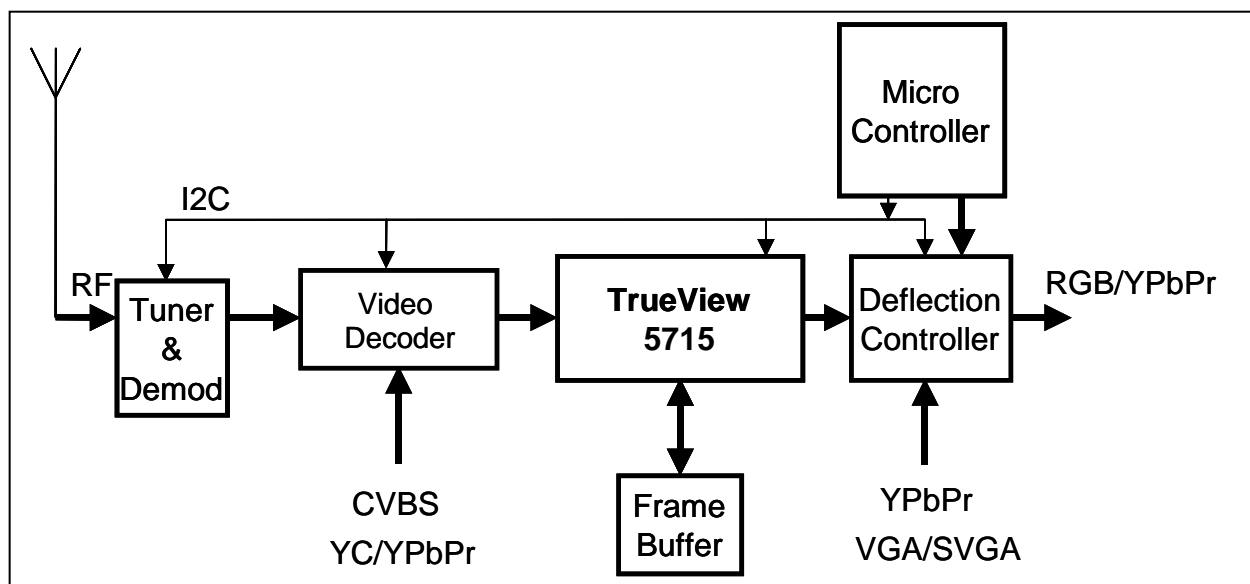 Micro
Controller
I2C
RF
Tuner
&
Demod
Video
Decoder
TrueView
5715
Deflection
Controller
RGB/YPbPr
CVBS
YC/YPbPr
Frame
Buffer
YPbPr
VGA/SVGA